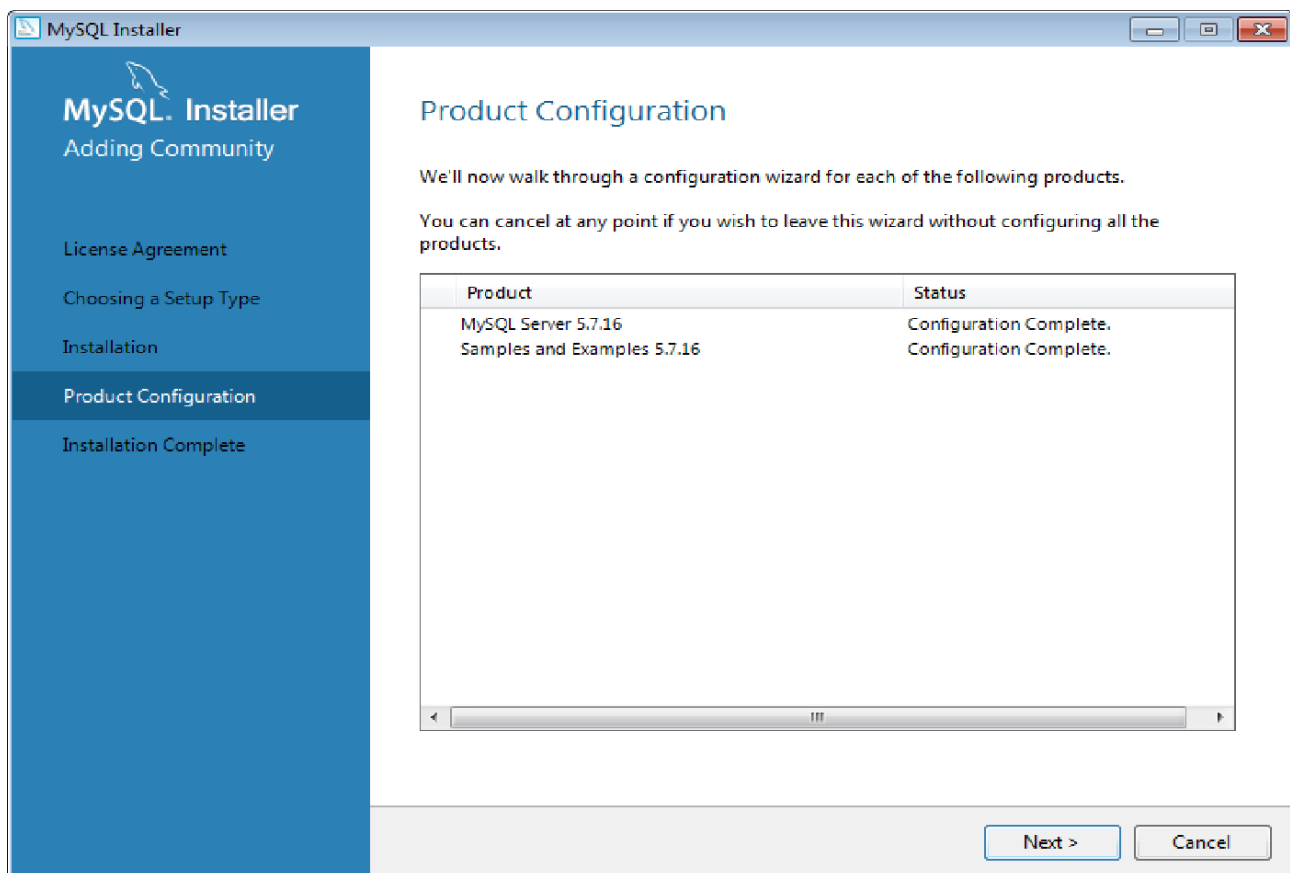 MySQL Installer
MySQL. Installer
Adding Community
License Agreement
Choosing a Setup Type
Installation
Product Configuration
Installation Complete
Product Configuration
We'll now walk through a configuration wizard for each of the following products.
You can cancel at any point if you wish to leave this wizard without configuring all the
products.
Product Status
MySQL Server 5.7.16 Configuration Complete.
Samples and Examples 5.7.16 Configuration Complete.
Next > Cancel